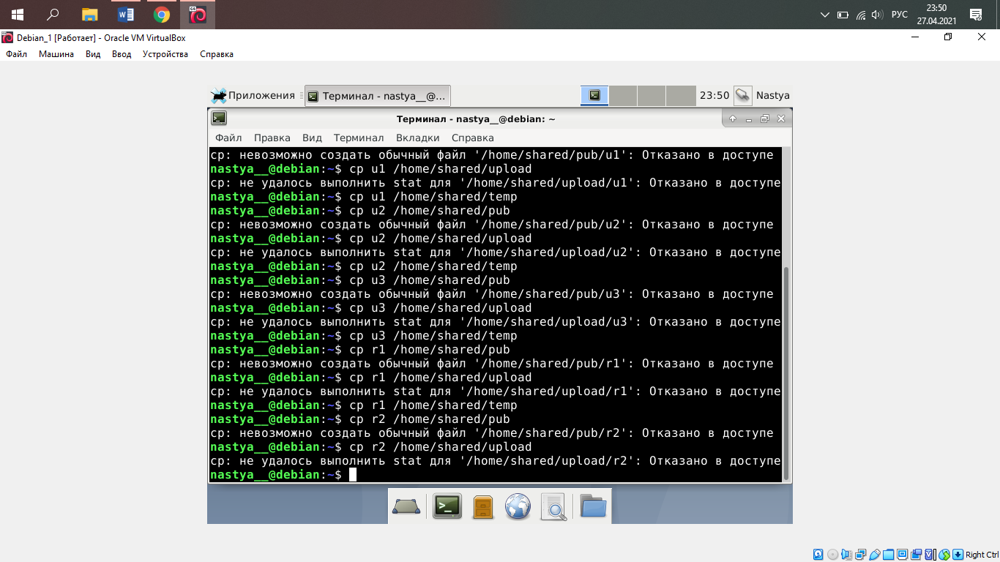 64
РУС
23:50
27.04.2021
Debian_1 [Работает] - Oracle VM VirtualBox
Файл Машина Вид Ввод Устройства Справка
Приложения Терминал - nastya__@... 23:50 Nastya
Терминал - nastya__@debian: ~
Файл Правка Вид Терминал Вкладки Справка
cp: невозможно создать обычный файл '/home/shared/pub/u1': Отказано в доступе
nastya__@debian:~$ cp u1 /home/shared/upload
cp: не удалось выполнить stat для '/home/shared/upload/u1': Отказано в доступе
nastya__@debian:~$ cp u1 /home/shared/temp
nastya__@debian:~$ cp u2 /home/shared/pub
cp: невозможно создать обычный файл '/home/shared/pub/u2': Отказано в доступе
nastya__@debian:~$ cp u2 /home/shared/upload
cp: не удалось выполнить stat для '/home/shared/upload/u2': Отказано в доступе
nastya__@debian:~$ cp u2 /home/shared/temp
nastya__@debian:~$ cp u3 /home/shared/pub
cp: невозможно создать обычный файл '/home/shared/pub/u3': Отказано в доступе
nastya__@debian:~$ cp u3 /home/shared/upload
cp: не удалось выполнить stat для '/home/shared/upload/u3': Отказано в доступе
nastya__@debian:~$ cp u3 /home/shared/temp
nastya__@debian:~$ cp r1 /home/shared/pub
cp: невозможно создать обычный файл '/home/shared/pub/r1': Отказано в доступе
nastya__@debian:~$ cp r1 /home/shared/upload
cp: не удалось выполнить stat для '/home/shared/upload/r1': Отказано в доступе
nastya__@debian:~$ cp r1 /home/shared/temp
nastya__@debian:~$ cp r2 /home/shared/pub
cp: невозможно создать обычный файл '/home/shared/pub/r2': Отказано в доступе
nastya__@debian:~$ cp r2 /home/shared/upload
cp: не удалось выполнить stat для '/home/shared/upload/r2': Отказано в доступе
nastya__@debian:~$
Right Ctrl